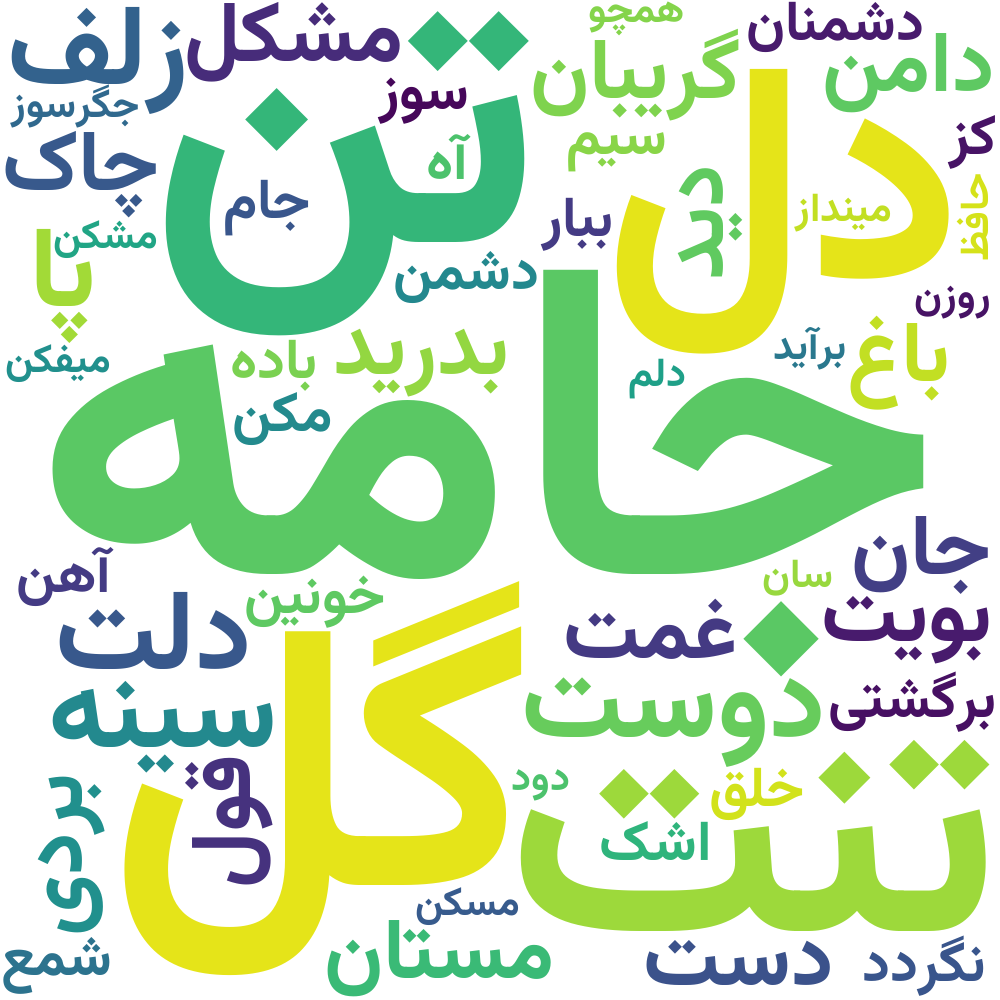 همچو
دشمنان
مشکل
زلف
دامن
گریبان
سوز
جگرسوز
تن
دل
کز
سیم
چاک
آه
جام
دید
حافظ
مینداز
ببار
مشکن
پا
دشمن
روزن
باغ
برآید
بدرید
باده
میفکن
دلم
مکن
جامه
جان
آهن
سان
خونین
بویت
غمت
دلت
گل
دوست
برگشتی
سینه
قول
بردی
خلق
دود
تنت
اشک
مسکن
مستان
دست
نگردد
شمع